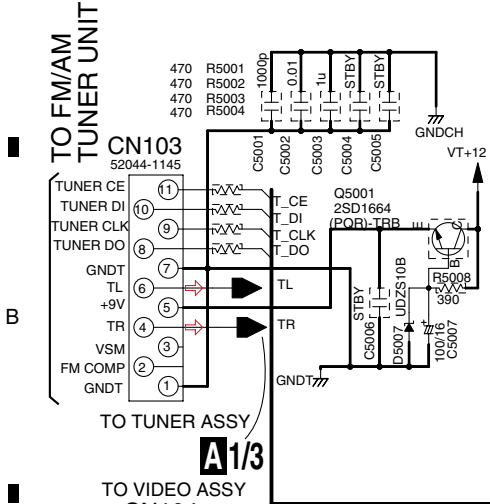 TO FM/AM
TUNER UNIT
470 R5001
470 R5002
470 R5003
470 R5004
1000p
0.01
1u
STBY
STBY
C5001
C5002
C5003
C5004
C5005
GNDCH
VT+12
CN103
52044-1145
TUNER CE 11
TUNER DI 10
TUNER CLK 9
TUNER DO 8
GNDT 7
TL 6
+9V 5
TR 4
VSM 3
FM COMP 2
GNDT 1
T_CE
T_DI
T_CLK
T_DO
TL
TR
Q5001
2SD1664
(PQR)-TRB
E
C
B
R5008
390
STBY
C5006
UDZS10B
D5007
+
100/16
C5007
GNDT
B
TO TUNER ASSY
A 1/3
TO VIDEO ASSY